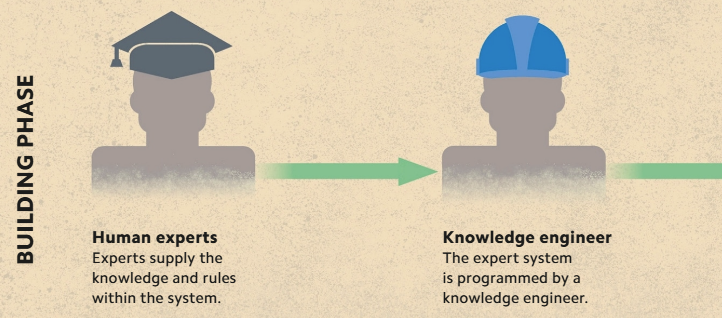 BUILDING PHASE
Human experts
Experts supply the
knowledge and rules
within the system.
Knowledge engineer
The expert system
is programmed by a
knowledge engineer.